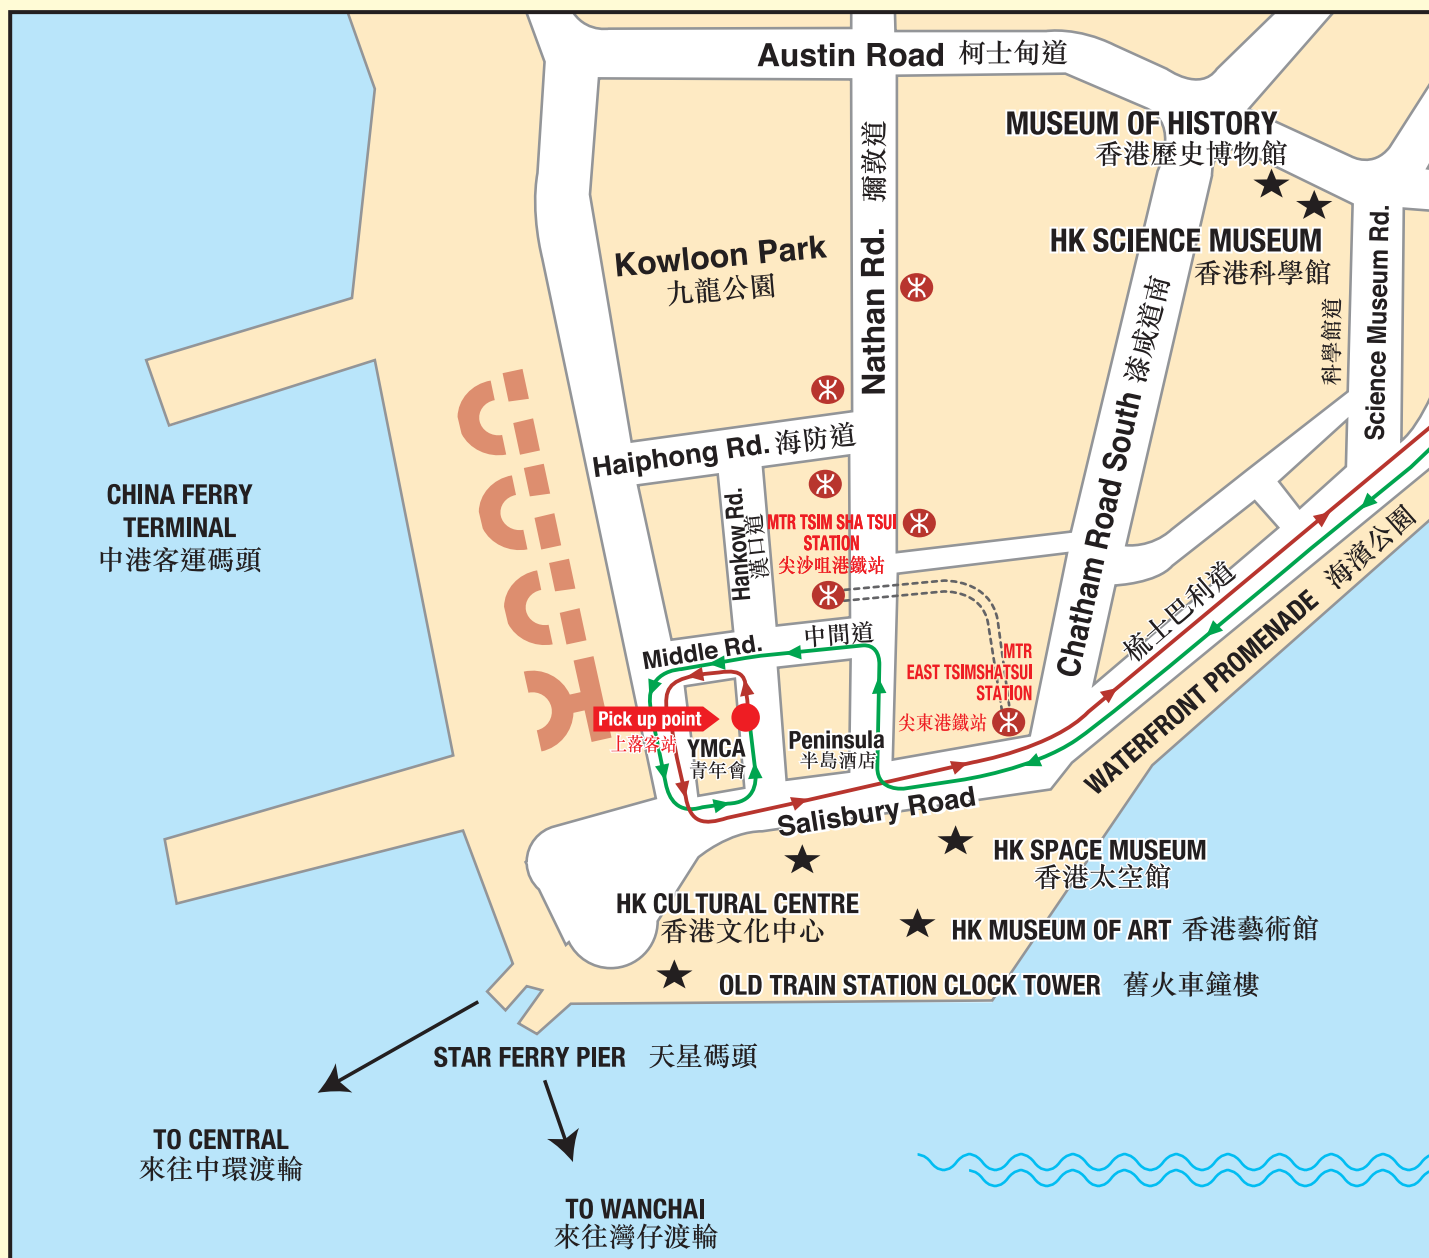 Austin Road 柯士甸道
MUSEUM OF HISTORY
香港歷史博物館
彌敦道
Nathan Rd.
Kowloon Park
九龍公園
HK SCIENCE MUSEUM
香港科學館
Science Museum Rd.
科學館道
Chatham Road South 漆咸道南
Haiphong Rd. 海防道
CHINA FERRY
TERMINAL
中港客運碼頭
Hankow Rd.
漢口道
MTR TSIM SHA TSUI
STATION
尖沙咀港鐵站
Middle Rd. 中間道
MTR
EAST TSIMSHATSUI
STATION
尖東港鐵站
梳士巴利道
WATERFRONT PROMENADE 海濱公園
Pick up point
上落客站
YMCA
青年會
Peninsula
半島酒店
Salisbury Road
HK SPACE MUSEUM
香港太空館
HK CULTURAL CENTRE
香港文化中心
HK MUSEUM OF ART 香港藝術館
OLD TRAIN STATION CLOCK TOWER 舊火車鐘樓
STAR FERRY PIER 天星碼頭
TO CENTRAL
來往中環渡輪
TO WANCHAI
來往灣仔渡輪